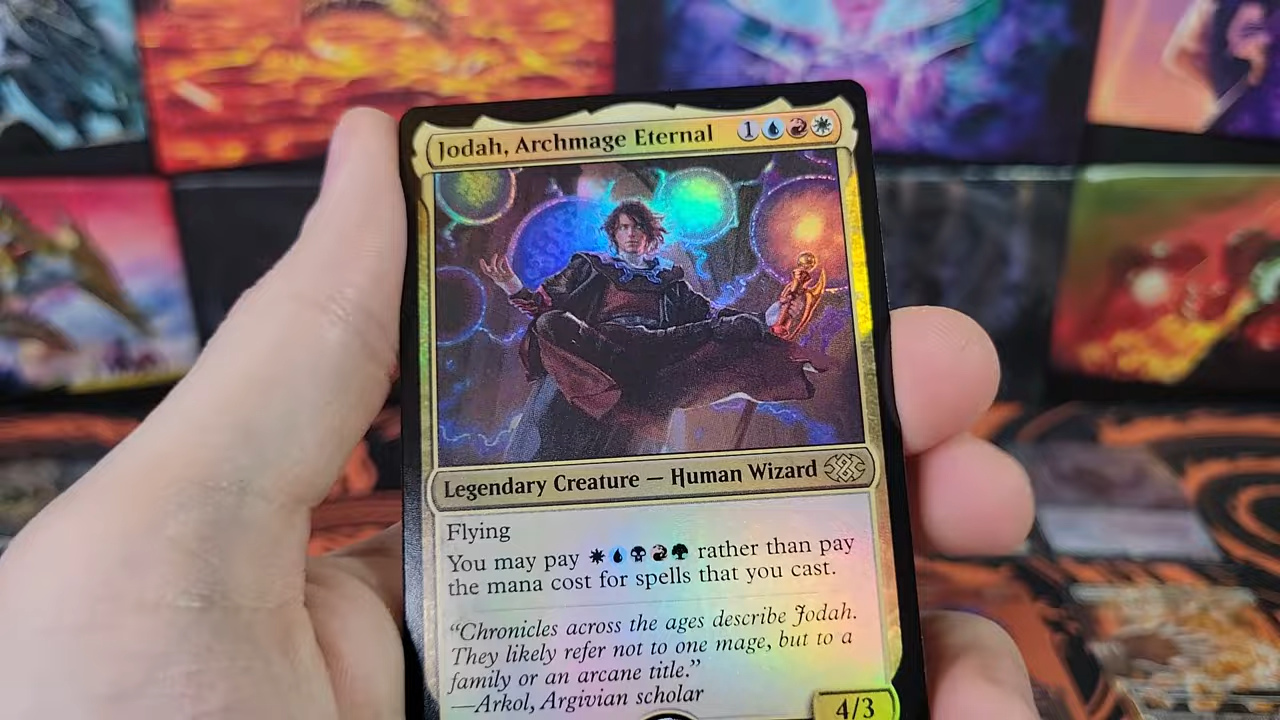 Jodah, Archmage Eternal 1
Legendary Creature — Human Wizard
Flying
You may pay rather than pay
the mana cost for spells that you cast.
“Chronicles across the ages describe Jodah.
They likely refer not to one mage, but to a
family or an arcane title.”
—Arkol, Argivian scholar
4/3